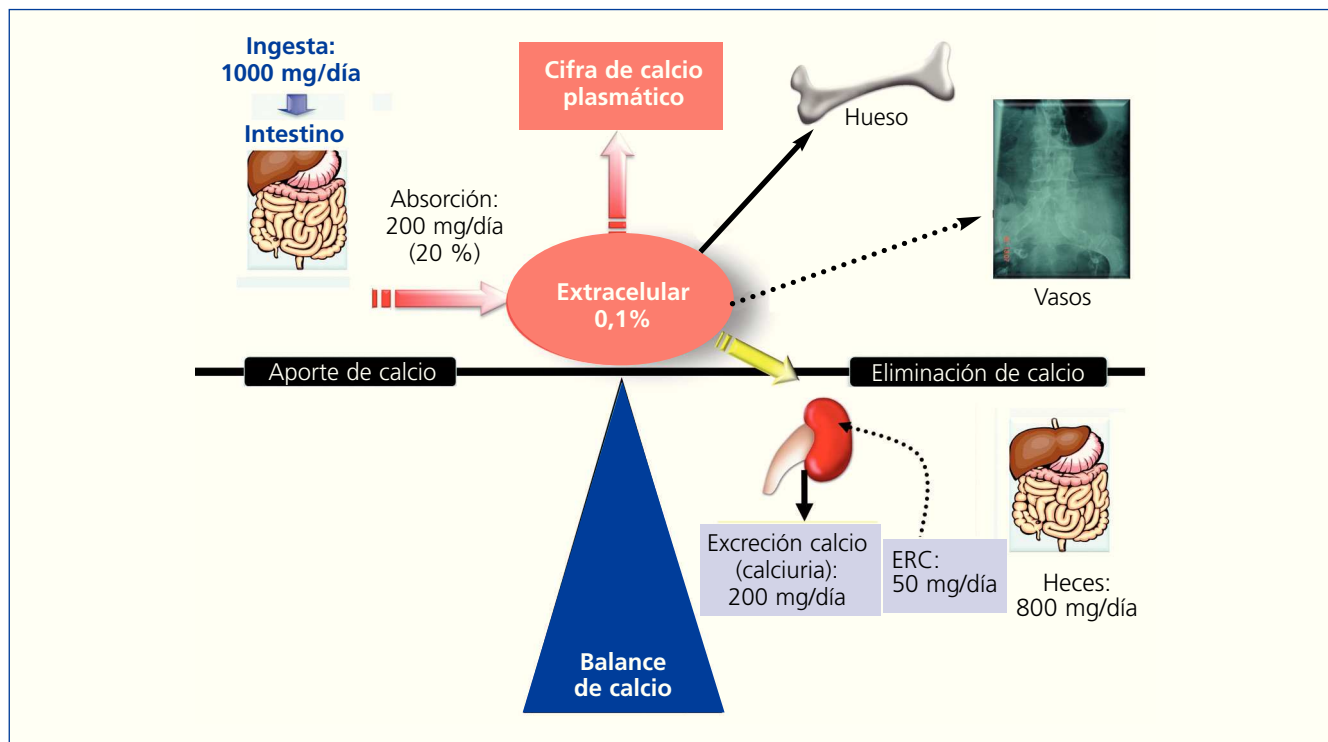 Ingesta:
1000 mg/día
Intestino
Absorción:
200 mg/día
(20 %)
Cifra de calcio
plasmático
Hueso
Vasos
Extracelular
0,1%
Aporte de calcio
Eliminación de calcio
Excreción calcio
(calciuria):
200 mg/día
ERC:
50 mg/día
Heces:
800 mg/día
Balance
de calcio